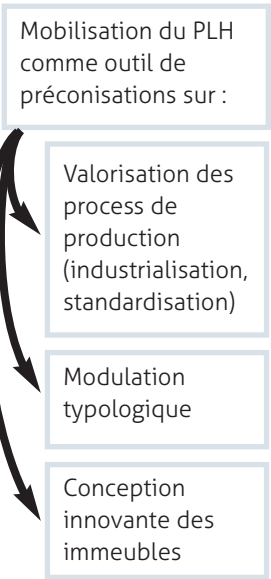 Mobilisation du PLH
comme outil de
préconisations sur :
Valorisation des
process de
production
(industrialisation,
standardisation)
Modulation
typologique
Conception
innovante des
immeubles